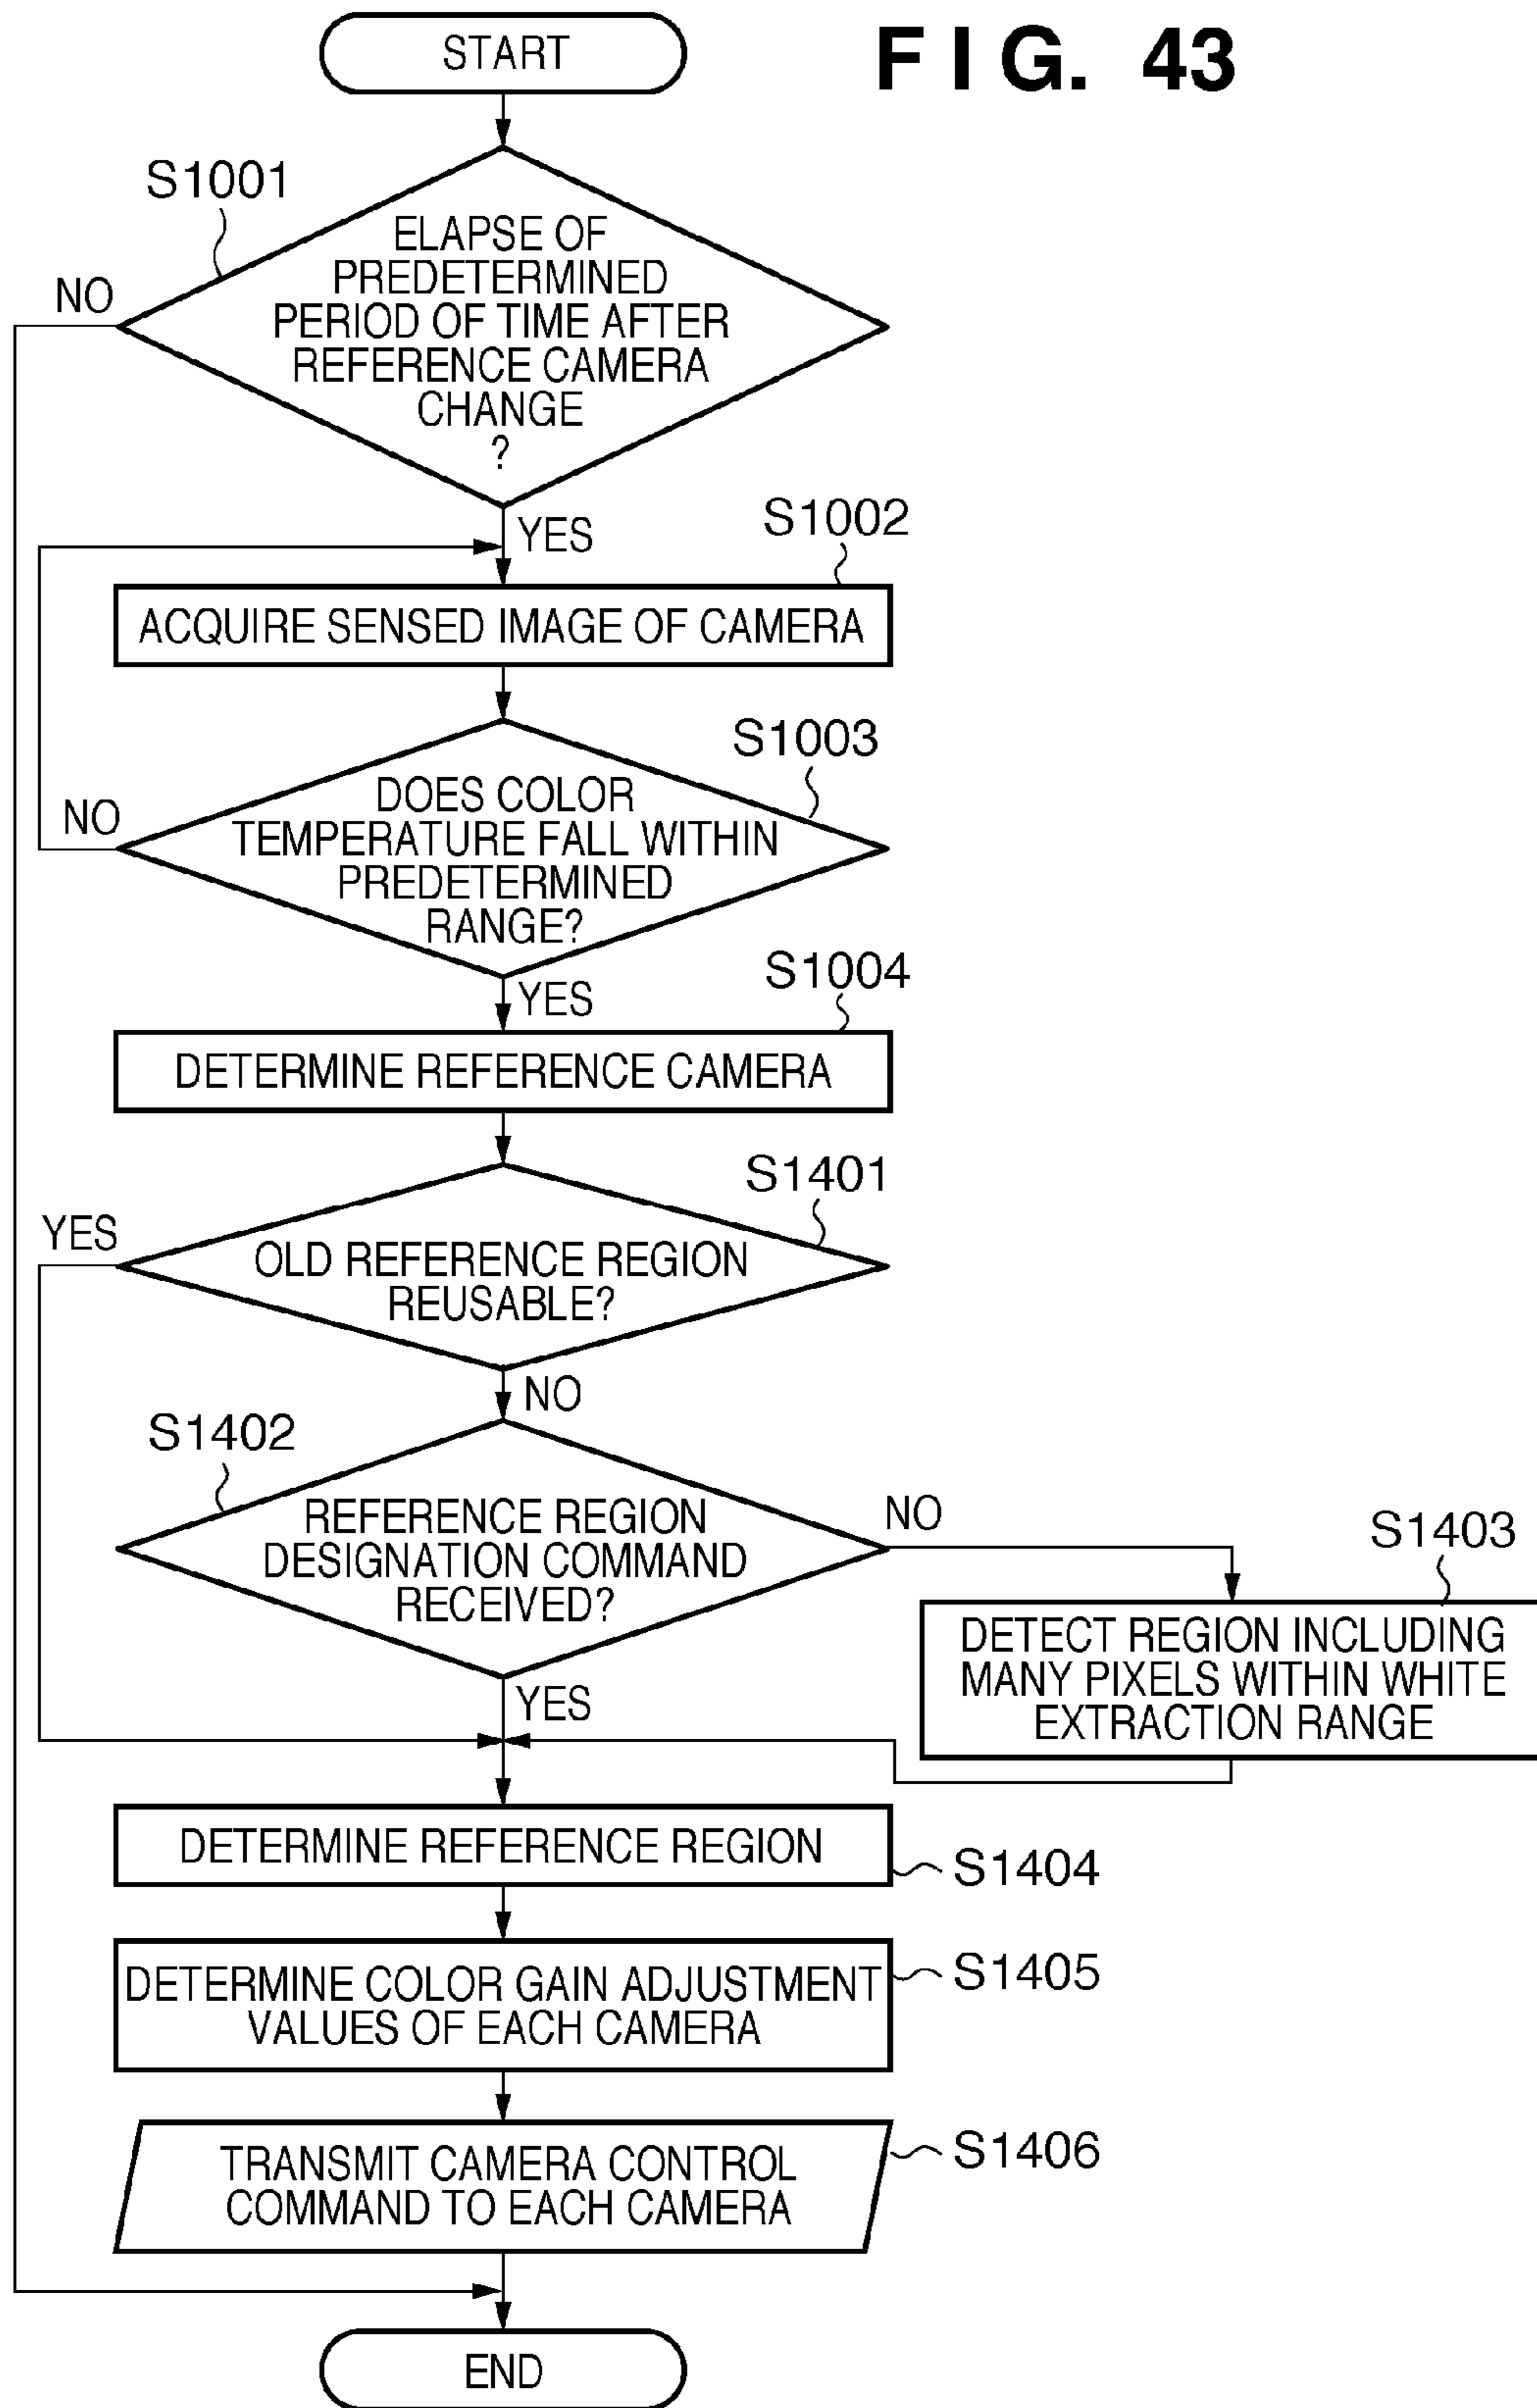 START
F I G. 43
S1001
ELAPSE OF
PREDETERMINED
PERIOD OF TIME AFTER
REFERENCE CAMERA
CHANGE
?
NO
YES
S1002
ACQUIRE SENSED IMAGE OF CAMERA
S1003
DOES COLOR
TEMPERATURE FALL WITHIN
PREDETERMINED
RANGE?
NO
YES
S1004
DETERMINE REFERENCE CAMERA
S1401
YES
OLD REFERENCE REGION
REUSABLE?
NO
S1402
REFERENCE REGION
DESIGNATION COMMAND
RECEIVED?
NO
S1403
DETECT REGION INCLUDING
MANY PIXELS WITHIN WHITE
EXTRACTION RANGE
YES
DETERMINE REFERENCE REGION
S1404
DETERMINE COLOR GAIN ADJUSTMENT
VALUES OF EACH CAMERA
S1405
TRANSMIT CAMERA CONTROL
COMMAND TO EACH CAMERA
S1406
END